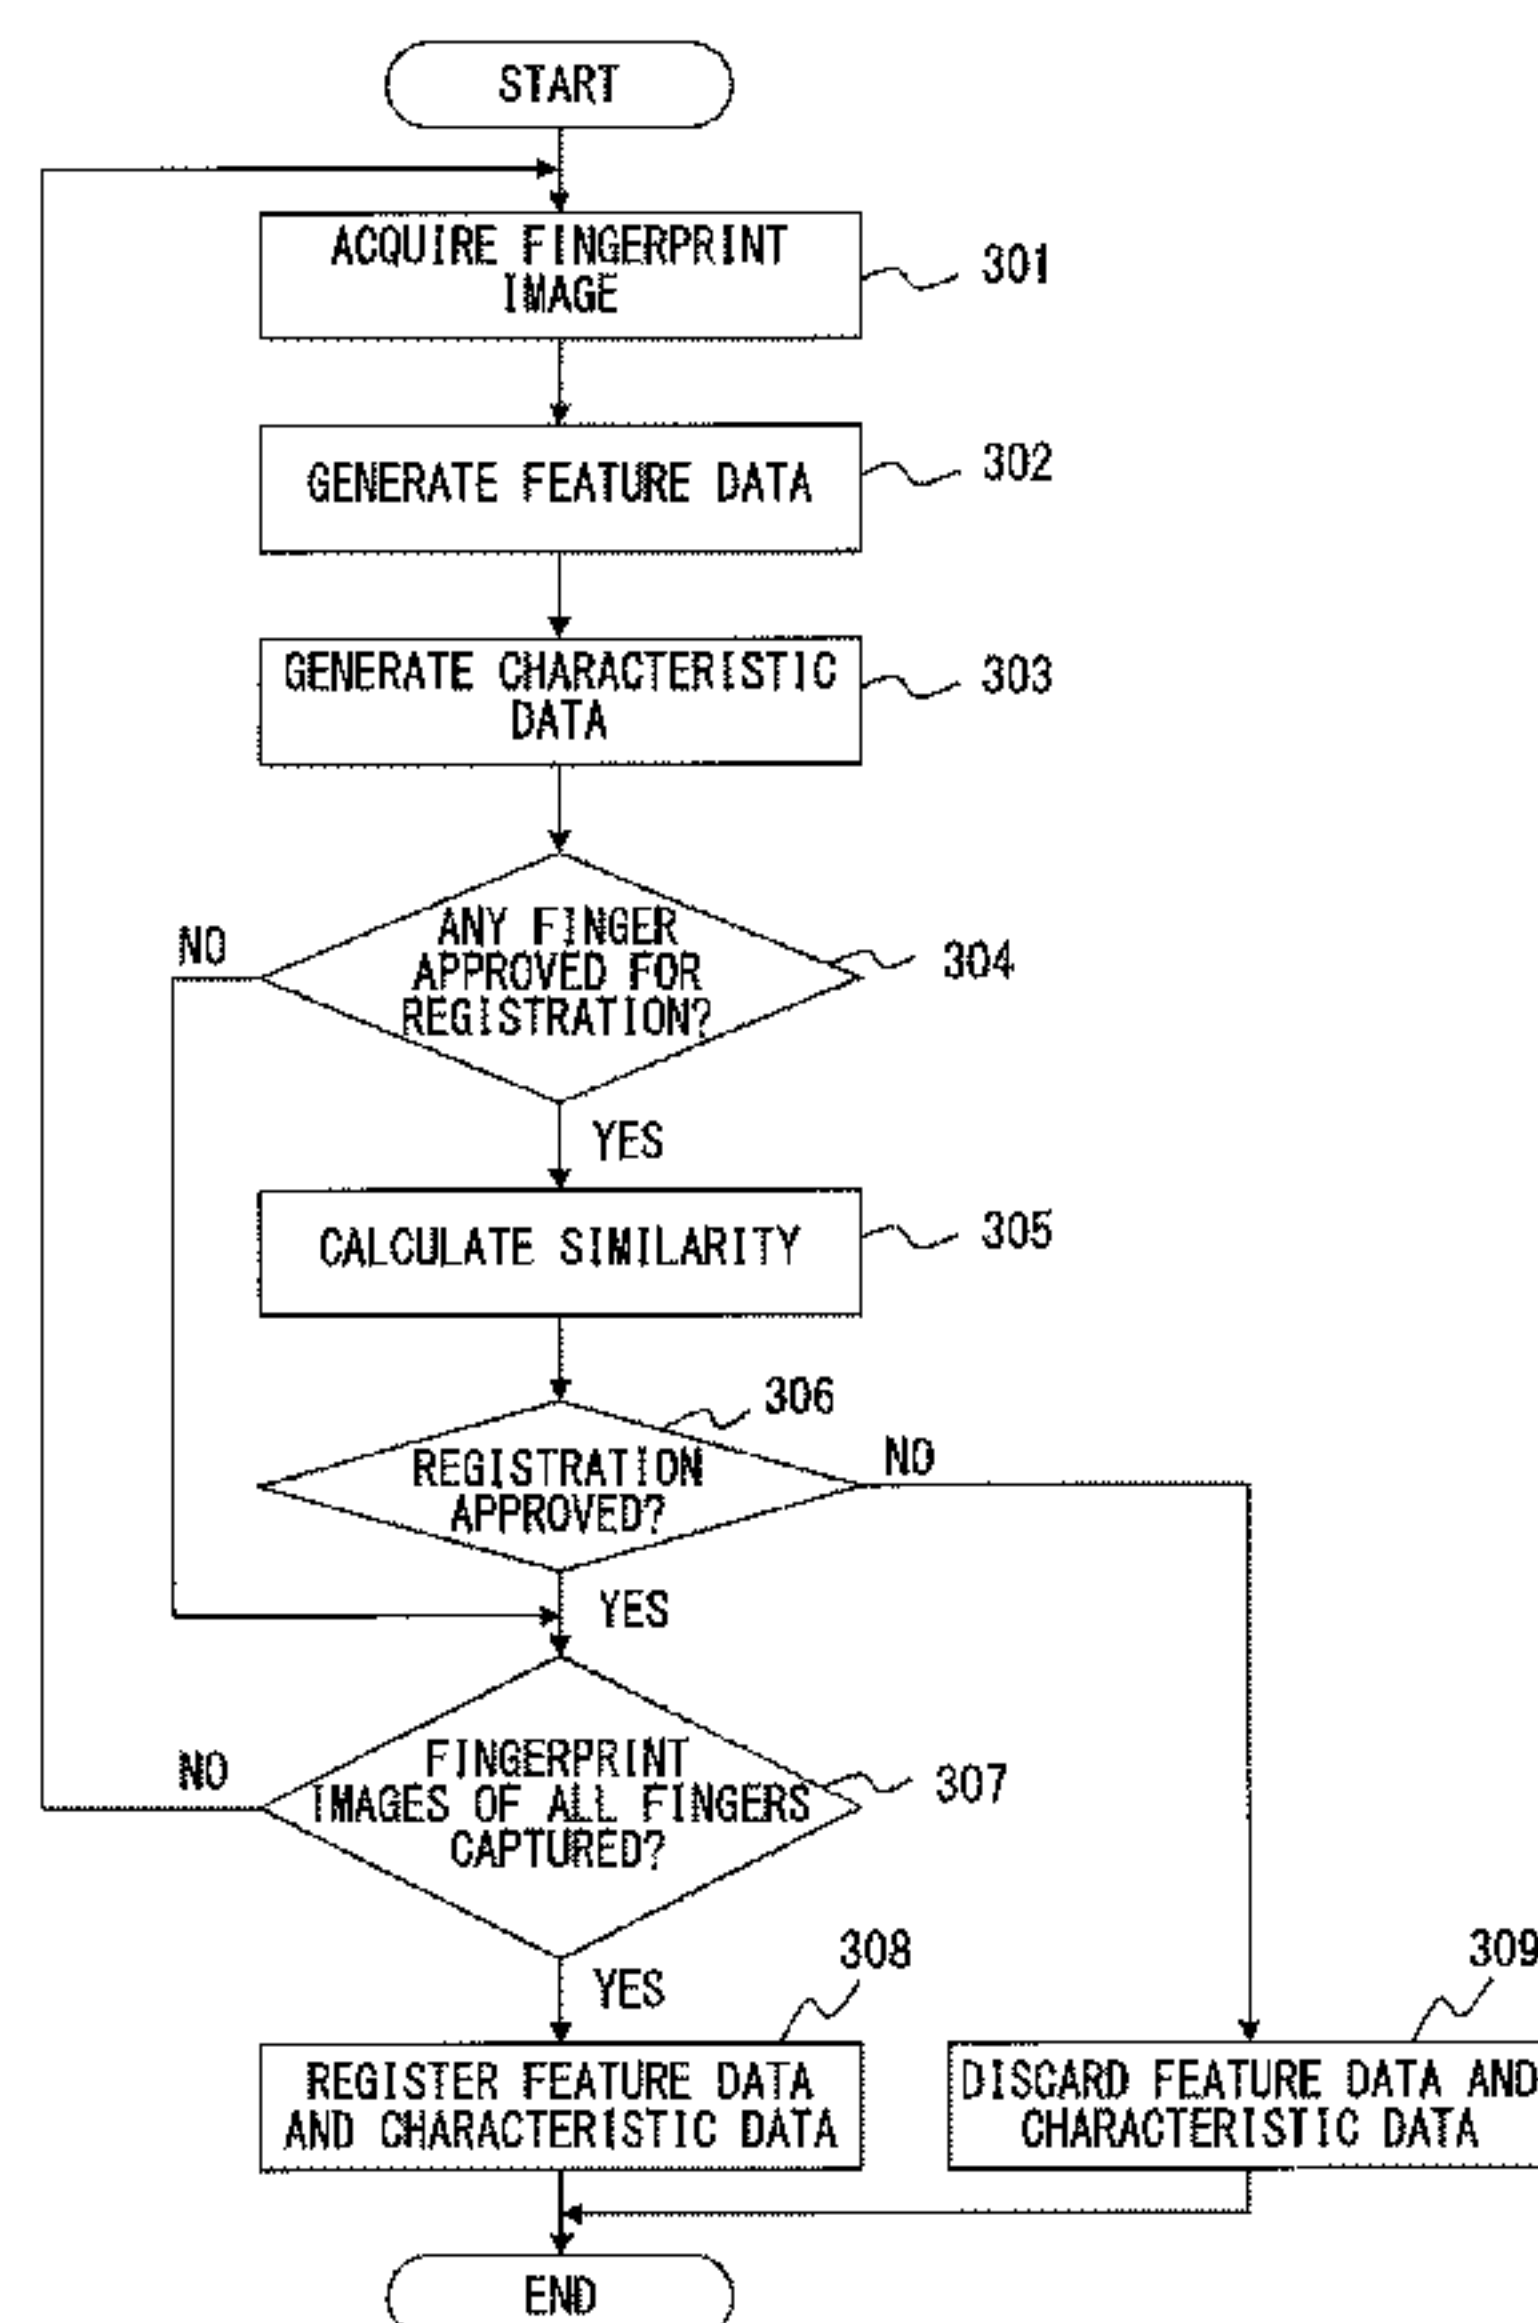 START
ACQUIRE FINGERPRINT
IMAGE
301
GENERATE FEATURE DATA
302
GENERATE CHARACTERISTIC
DATA
303
NO
ANY FINGER
APPROVED FOR
REGISTRATION?
304
YES
CALCULATE SIMILARITY
305
306
REGISTRATION
APPROVED?
NO
YES
NO
FINGERPRINT
IMAGES OF ALL FINGERS
CAPTURED?
307
YES
308
309
REGISTER FEATURE DATA
AND CHARACTERISTIC DATA
DISCARD FEATURE DATA AND
CHARACTERISTIC DATA
END